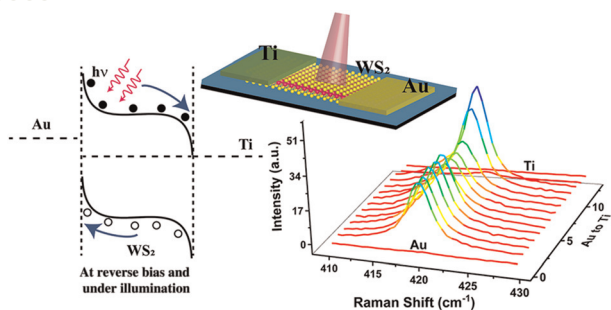 hν
Au
Ti
WS₂
At reverse bias and
under illumination
Ti
WS₂
Au
Intensity (a.u.)
51
34
17
0
Ti
Au
10
5
0
Au to Ti
410
415
420
425
430
Raman Shift (cm⁻¹)